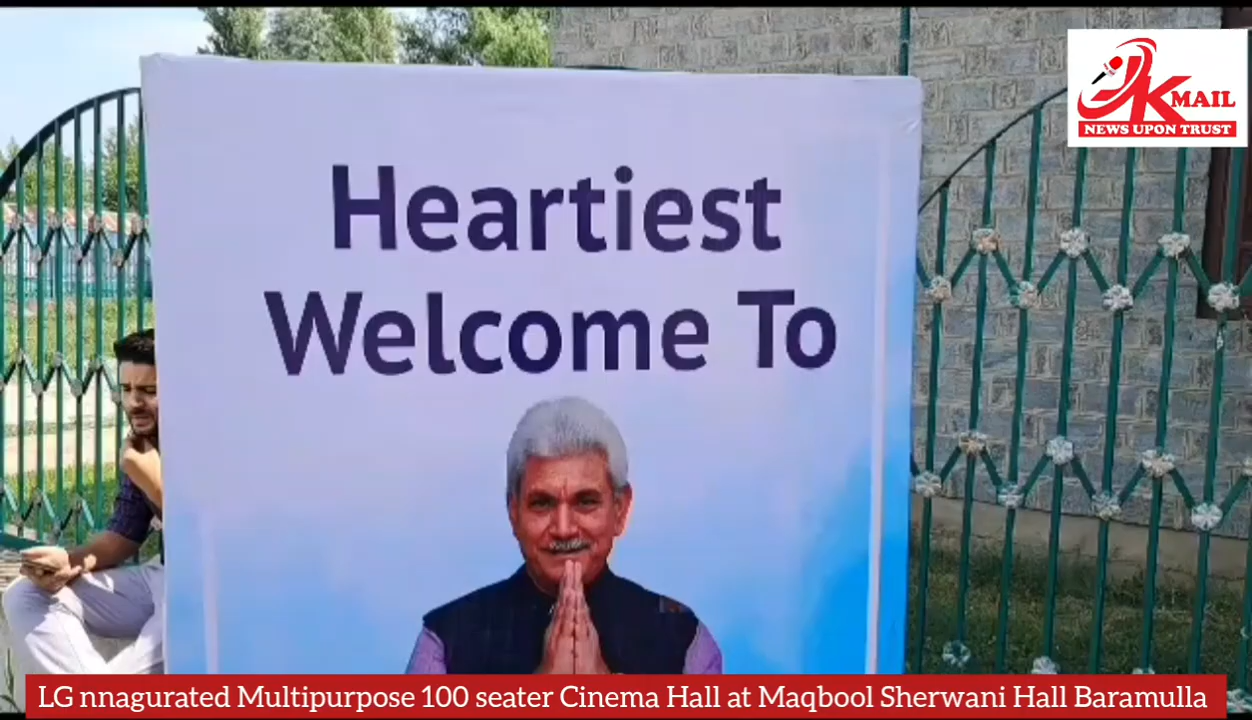 Heartiest
Welcome To
JK MAIL
NEWS UPON TRUST
LG nnagurated Multipurpose 100 seater Cinema Hall at Maqbool Sherwani Hall Baramulla